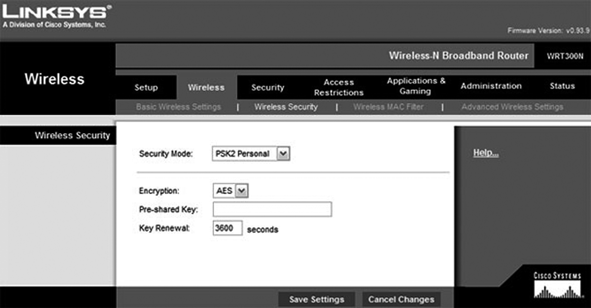 LINKSYS®
A Division of Cisco Systems, Inc.
Firmware Version: v0.93.9
Wireless-N Broadband Router WRT300N
Wireless
Setup Wireless Security Access Restrictions Applications & Gaming Administration Status
Basic Wireless Settings | Wireless Security | Wireless MAC Filter | Advanced Wireless Settings
Wireless Security
Security Mode: PSK2 Personal
Help...
Encryption: AES
Pre-shared Key:
Key Renewal: 3600 seconds
CISCO SYSTEMS
Save Settings Cancel Changes